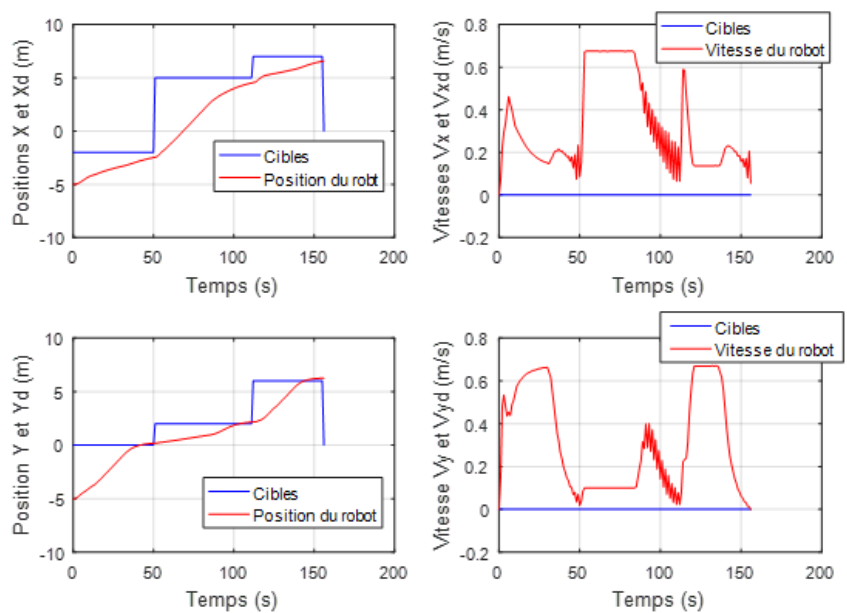 Positions X et Xd (m)
10
5
0
-5
-10
Cibles
Position du robt
0
50
100
150
200
Temps (s)
Vitesses Vx et Vxd (m/s)
0.8
0.6
0.4
0.2
0
-0.2
Cibles
Vitesse du robot
0
50
100
150
200
Temps (s)
Position Y et Yd (m)
10
5
0
-5
-10
Cibles
Position du robot
0
50
100
150
200
Temps (s)
Vitesse Vy et Vyd (m/s)
0.8
0.6
0.4
0.2
0
-0.2
Cibles
Vitesse du robot
0
50
100
150
200
Temps (s)